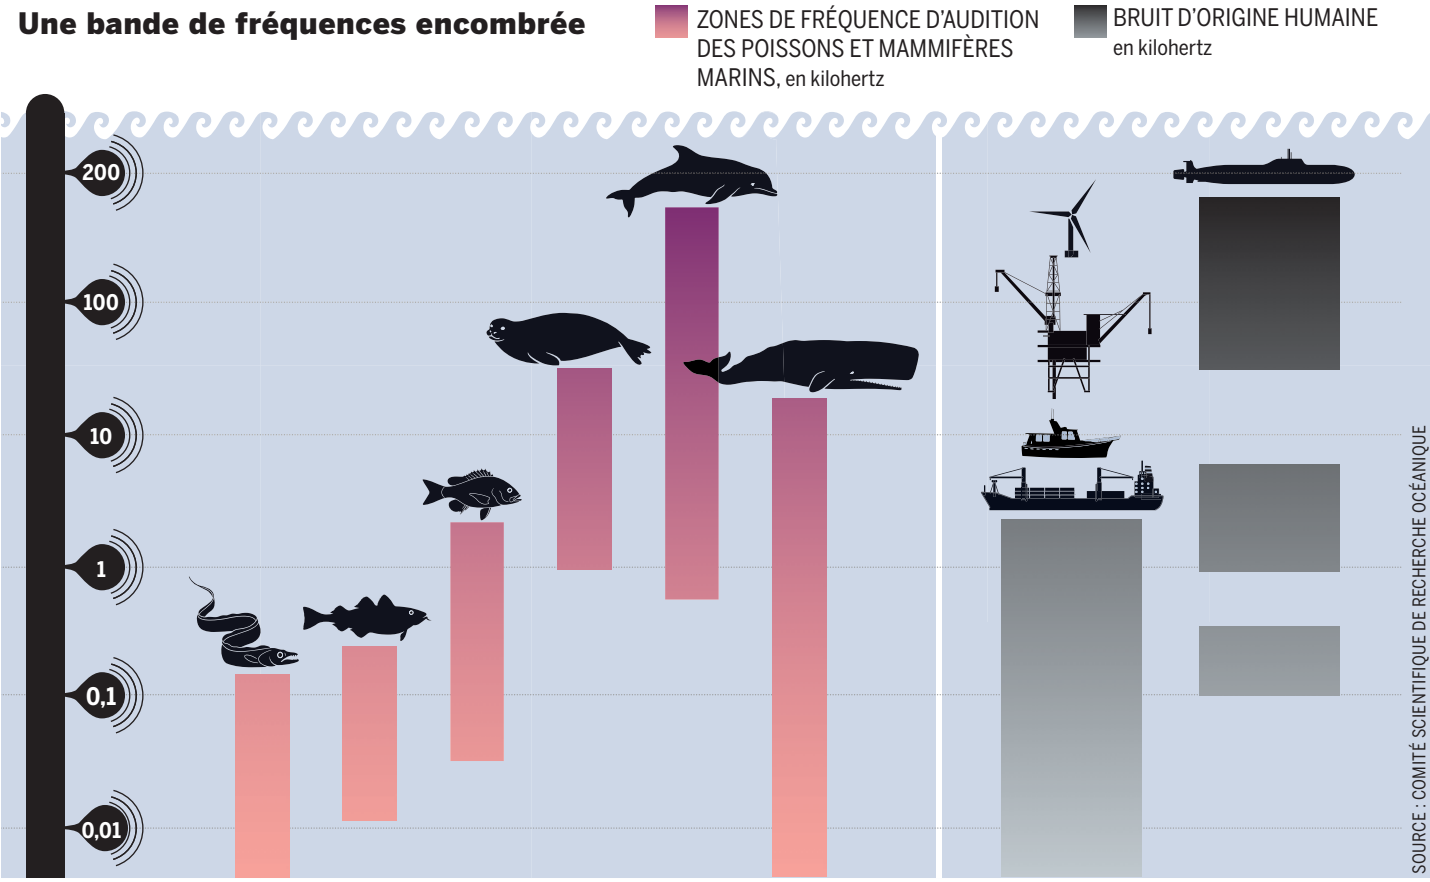 Une bande de fréquences encombrée
ZONES DE FRÉQUENCE D’AUDITION
DES POISSONS ET MAMMIFÈRES
MARINS, en kilohertz
BRUIT D’ORIGINE HUMAINE
en kilohertz
200
100
10
1
0,1
0,01
SOURCE : COMITÉ SCIENTIFIQUE DE RECHERCHE OCÉANIQUE